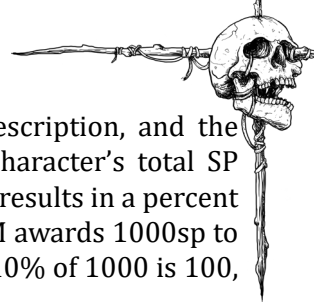 escription, and the
haracter's total SP
results in a percent
M awards 1000sp to
10% of 1000 is 100,